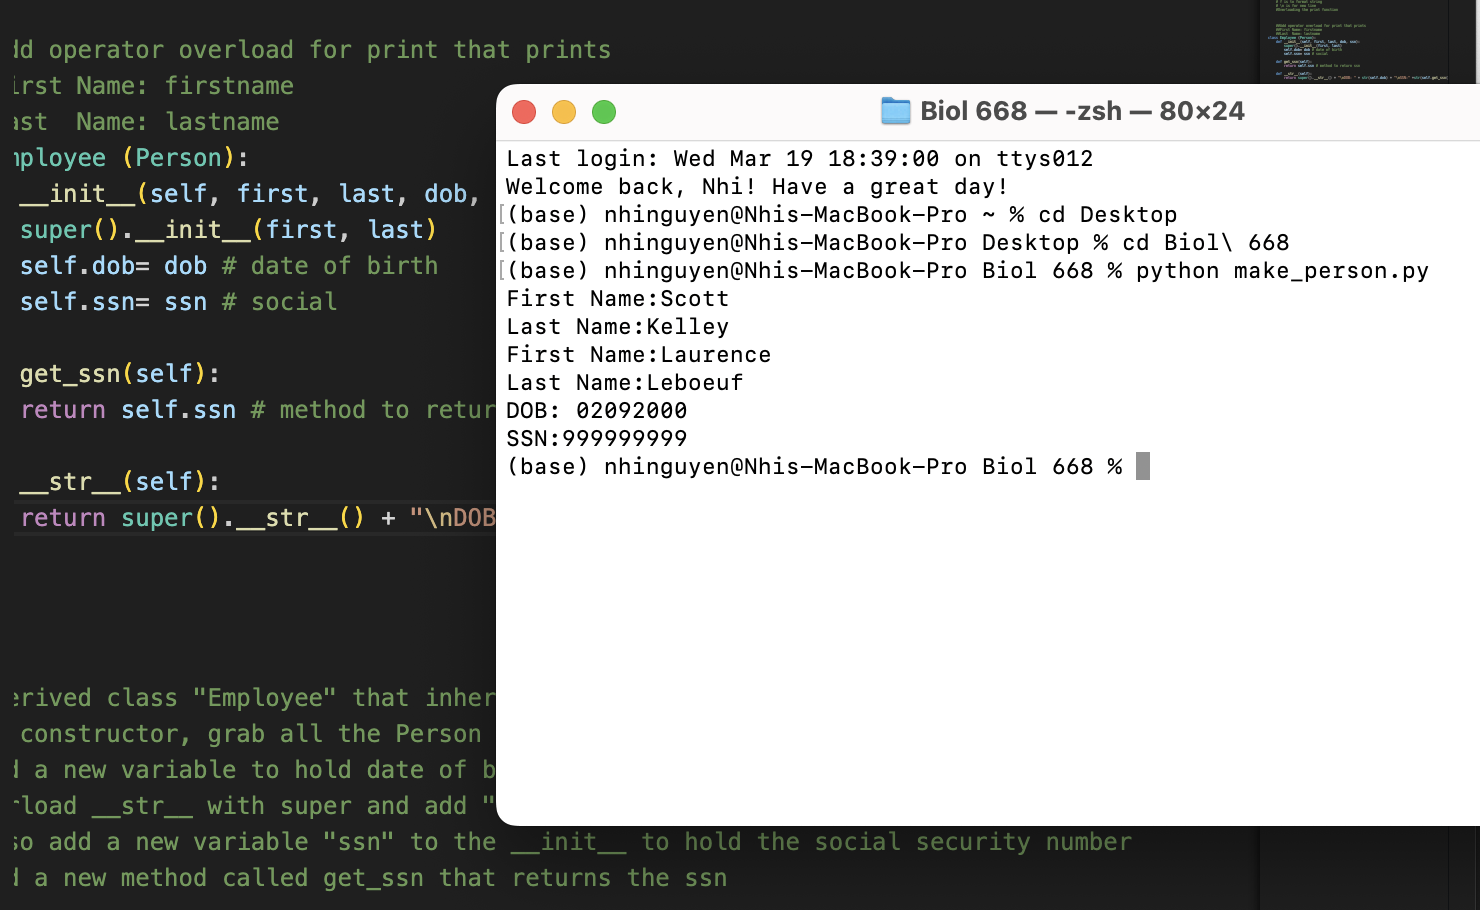 dd operator overload for print that prints
irst Name: firstname
ast  Name: lastname
mployee (Person):
__init__(self, first, last, dob,
super().__init__(first, last)
self.dob= dob # date of birth
self.ssn= ssn # social
get_ssn(self):
return self.ssn # method to retur
__str__(self):
return super().__str__() + "\nDOB
erived class "Employee" that inher
constructor, grab all the Person
d a new variable to hold date of b
rload __str__ with super and add "
so add a new variable "ssn" to the __init__ to hold the social security number
d a new method called get_ssn that returns the ssn
Biol 668 — -zsh — 80×24
Last login: Wed Mar 19 18:39:00 on ttys012
Welcome back, Nhi! Have a great day!
[(base) nhinguyen@Nhis-MacBook-Pro ~ % cd Desktop
[(base) nhinguyen@Nhis-MacBook-Pro Desktop % cd Biol\ 668
[(base) nhinguyen@Nhis-MacBook-Pro Biol 668 % python make_person.py
First Name:Scott
Last Name:Kelley
First Name:Laurence
Last Name:Leboeuf
DOB: 02092000
SSN:999999999
(base) nhinguyen@Nhis-MacBook-Pro Biol 668 %